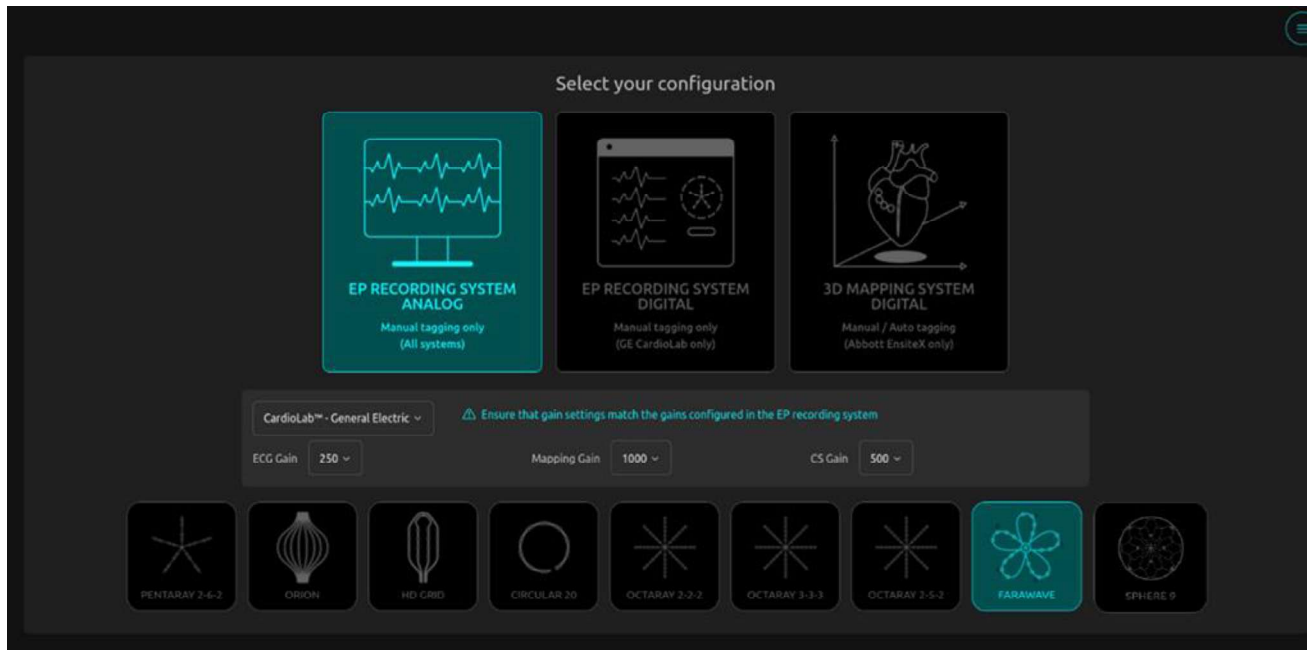 Select your configuration
EP RECORDING SYSTEM
ANALOG
Manual tagging only
(All systems)
EP RECORDING SYSTEM
DIGITAL
Manual tagging only
(GE CardioLab only)
3D MAPPING SYSTEM
DIGITAL
Manual / Auto tagging
(Abbott EnsiteX only)
CardioLab™ - General Electric
⚠ Ensure that gain settings match the gains configured in the EP recording system
ECG Gain 250
Mapping Gain 1000
CS Gain 500
PENTARAY 2-6-2
ORION
HD GRID
CIRCULAR 20
OCTARAY 2-2-2
OCTARAY 3-3-3
OCTARAY 2-5-2
FARAWAVE
SPHERE 9